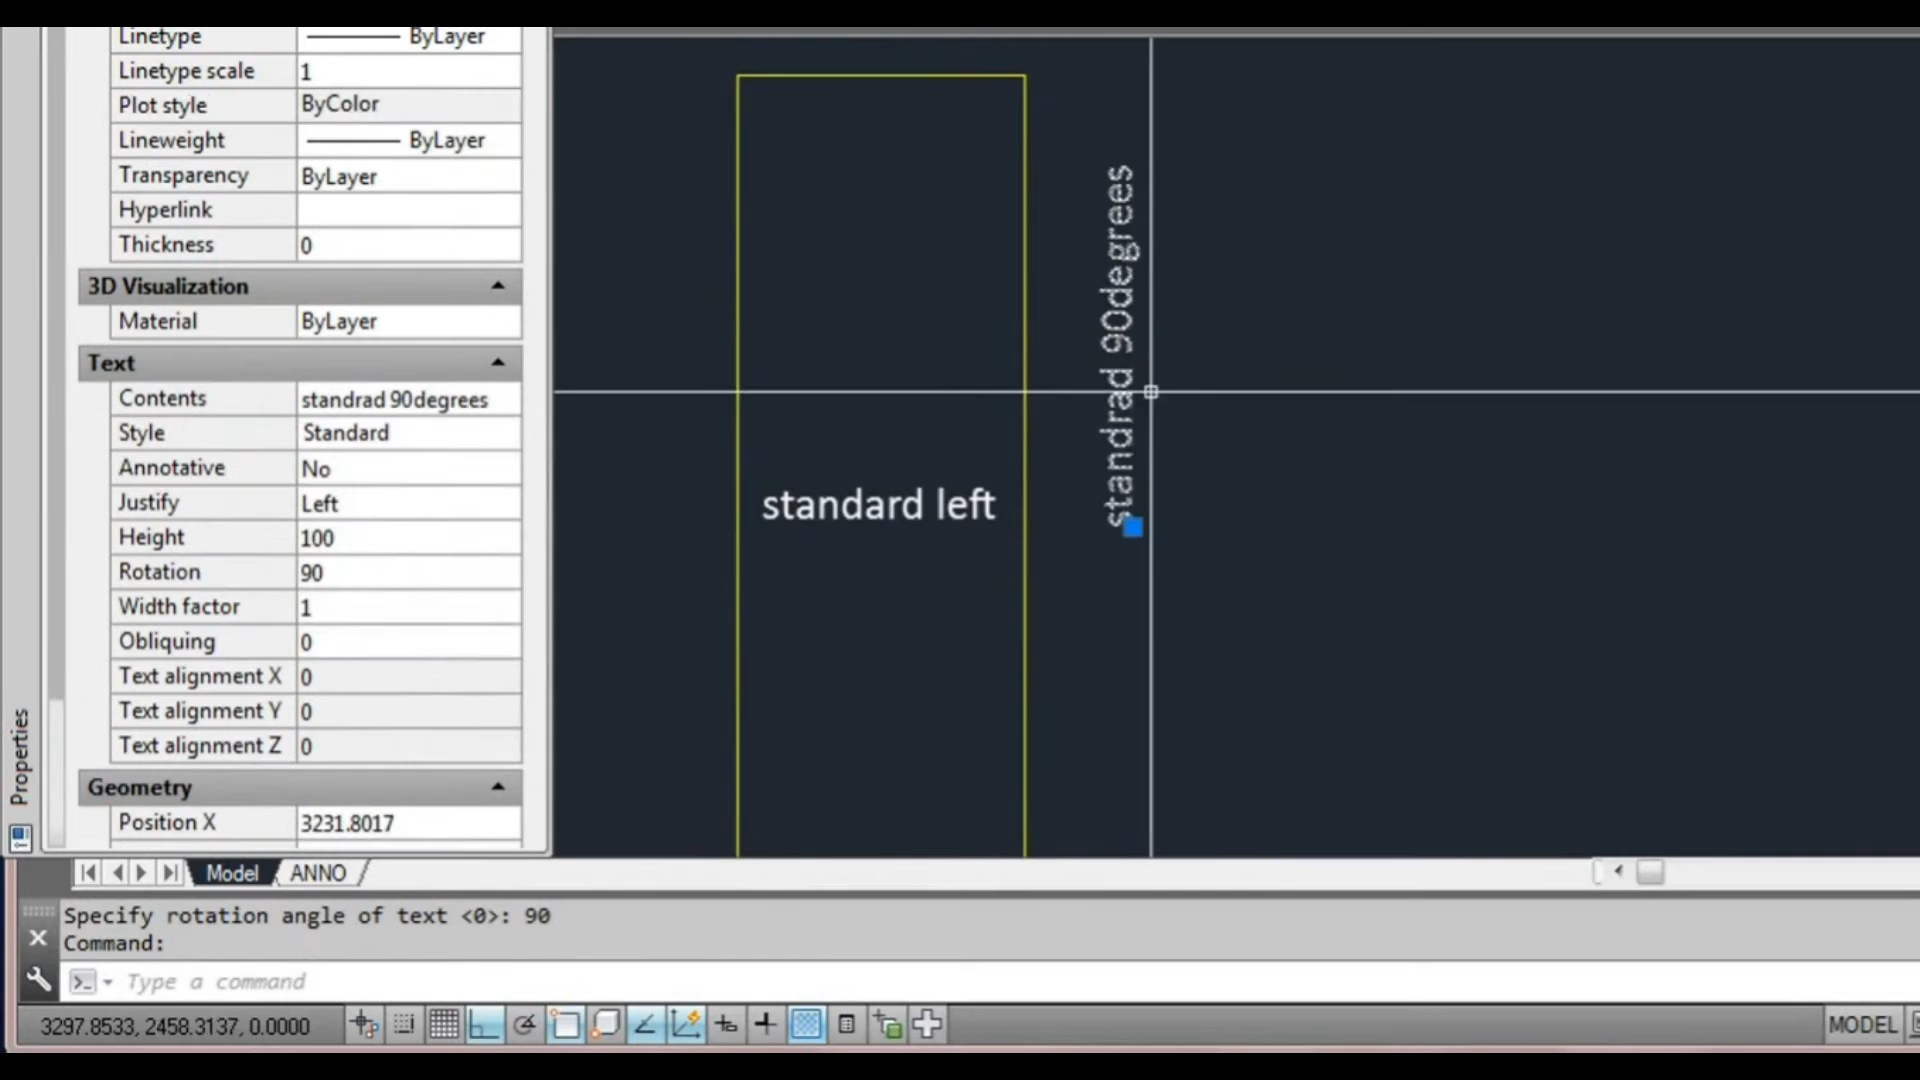 Linetype ByLayer
Linetype scale 1
Plot style ByColor
Lineweight ByLayer
Transparency ByLayer
Hyperlink
Thickness 0
3D Visualization
Material ByLayer
Text
Contents standrad 90degrees
Style Standard
Annotative No
Justify Left
Height 100
Rotation 90
Width factor 1
Obliquing 0
Text alignment X 0
Text alignment Y 0
Text alignment Z 0
Geometry
Position X 3231.8017
Properties
standard left
standrad 90degrees
Model ANNO
Specify rotation angle of text <0>: 90
Command:
Type a command
3297.8533, 2458.3137, 0.0000
MODEL